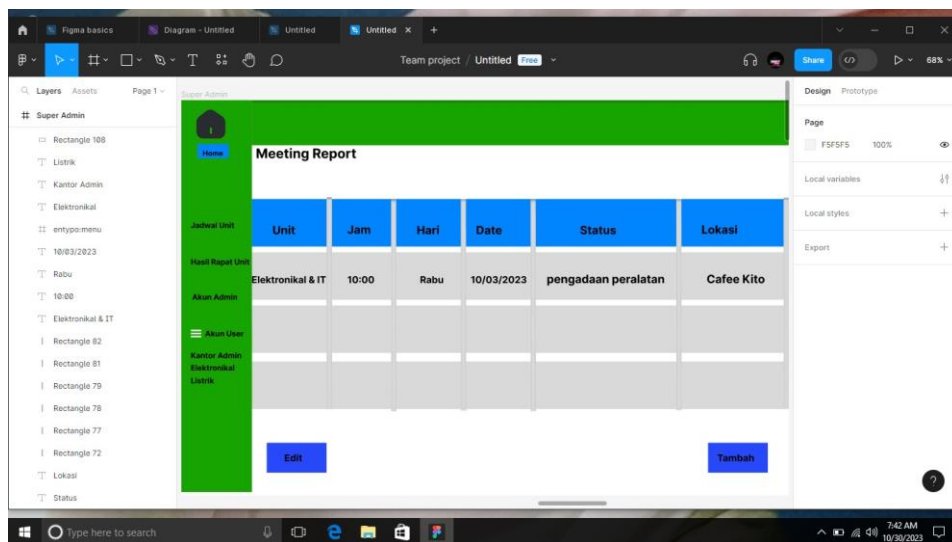 Figma basics
Diagram - Untitled
Untitled
Untitled
Team project / Untitled Free
Share
68%
Layers Assets Page 1
Super Admin
Rectangle 108
Listrik
Kantor Admin
Elektronikal
entypo:menu
10/03/2023
Rabu
10:00
Elektronikal & IT
Rectangle 82
Rectangle 81
Rectangle 79
Rectangle 78
Rectangle 77
Rectangle 72
Lokasi
Status
Super Admin
Home
Jadwal Unit
Hasil Rapat Unit
Akun Admin
Akun User
Kantor Admin
Elektronikal
Listrik
Meeting Report
Unit Jam Hari Date Status Lokasi
Elektronikal & IT 10:00 Rabu 10/03/2023 pengadaan peralatan Cafee Kito
Edit Tambah
Design Prototype
Page
F5F5F5 100%
Local variables
Local styles
Export
?
Type here to search
7:42 AM
10/30/2023